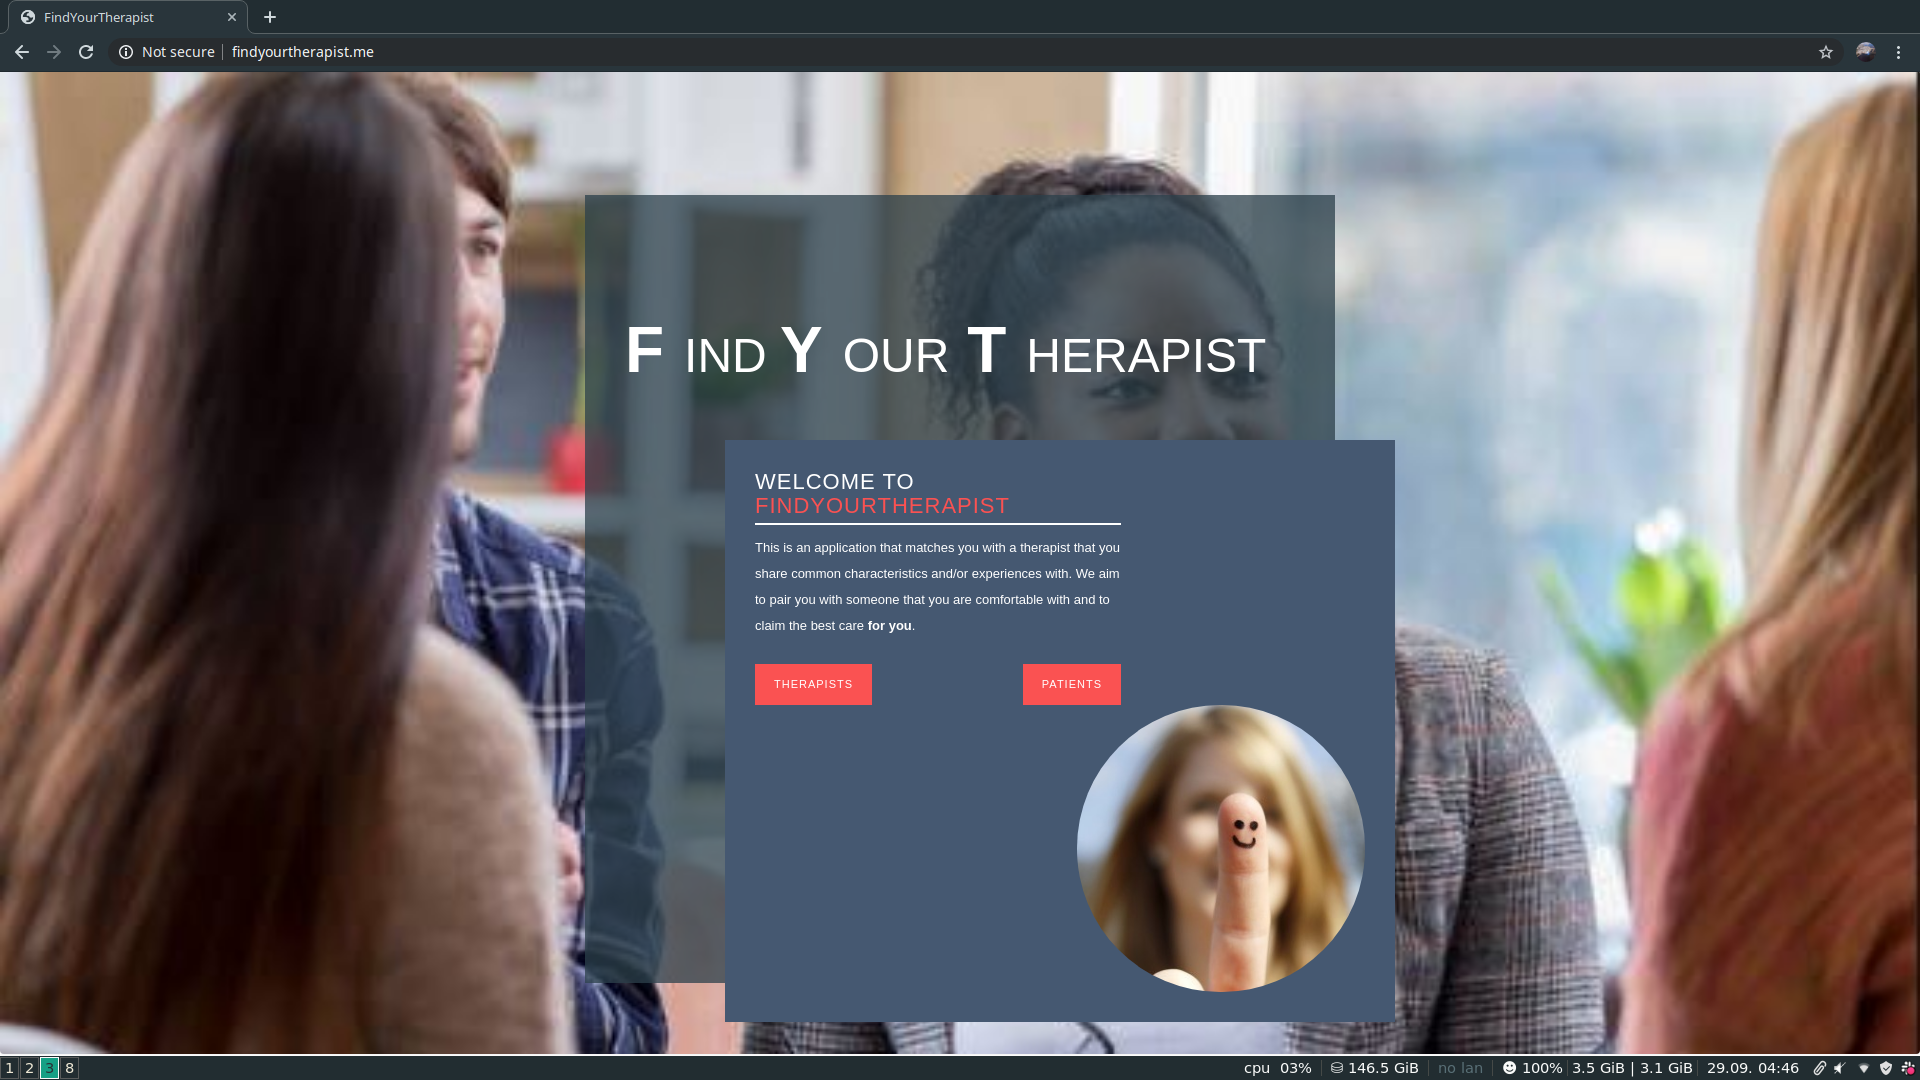 FindYourTherapist
Not secure
findyourtherapist.me
F IND Y OUR T HERAPIST
WELCOME TO
FINDYOURTHERAPIST
This is an application that matches you with a therapist that you
share common characteristics and/or experiences with. We aim
to pair you with someone that you are comfortable with and to
claim the best care for you.
THERAPISTS
PATIENTS
1 2 3 8
cpu 03% 146.5 GiB no lan 100% 3.5 GiB | 3.1 GiB 29.09. 04:46